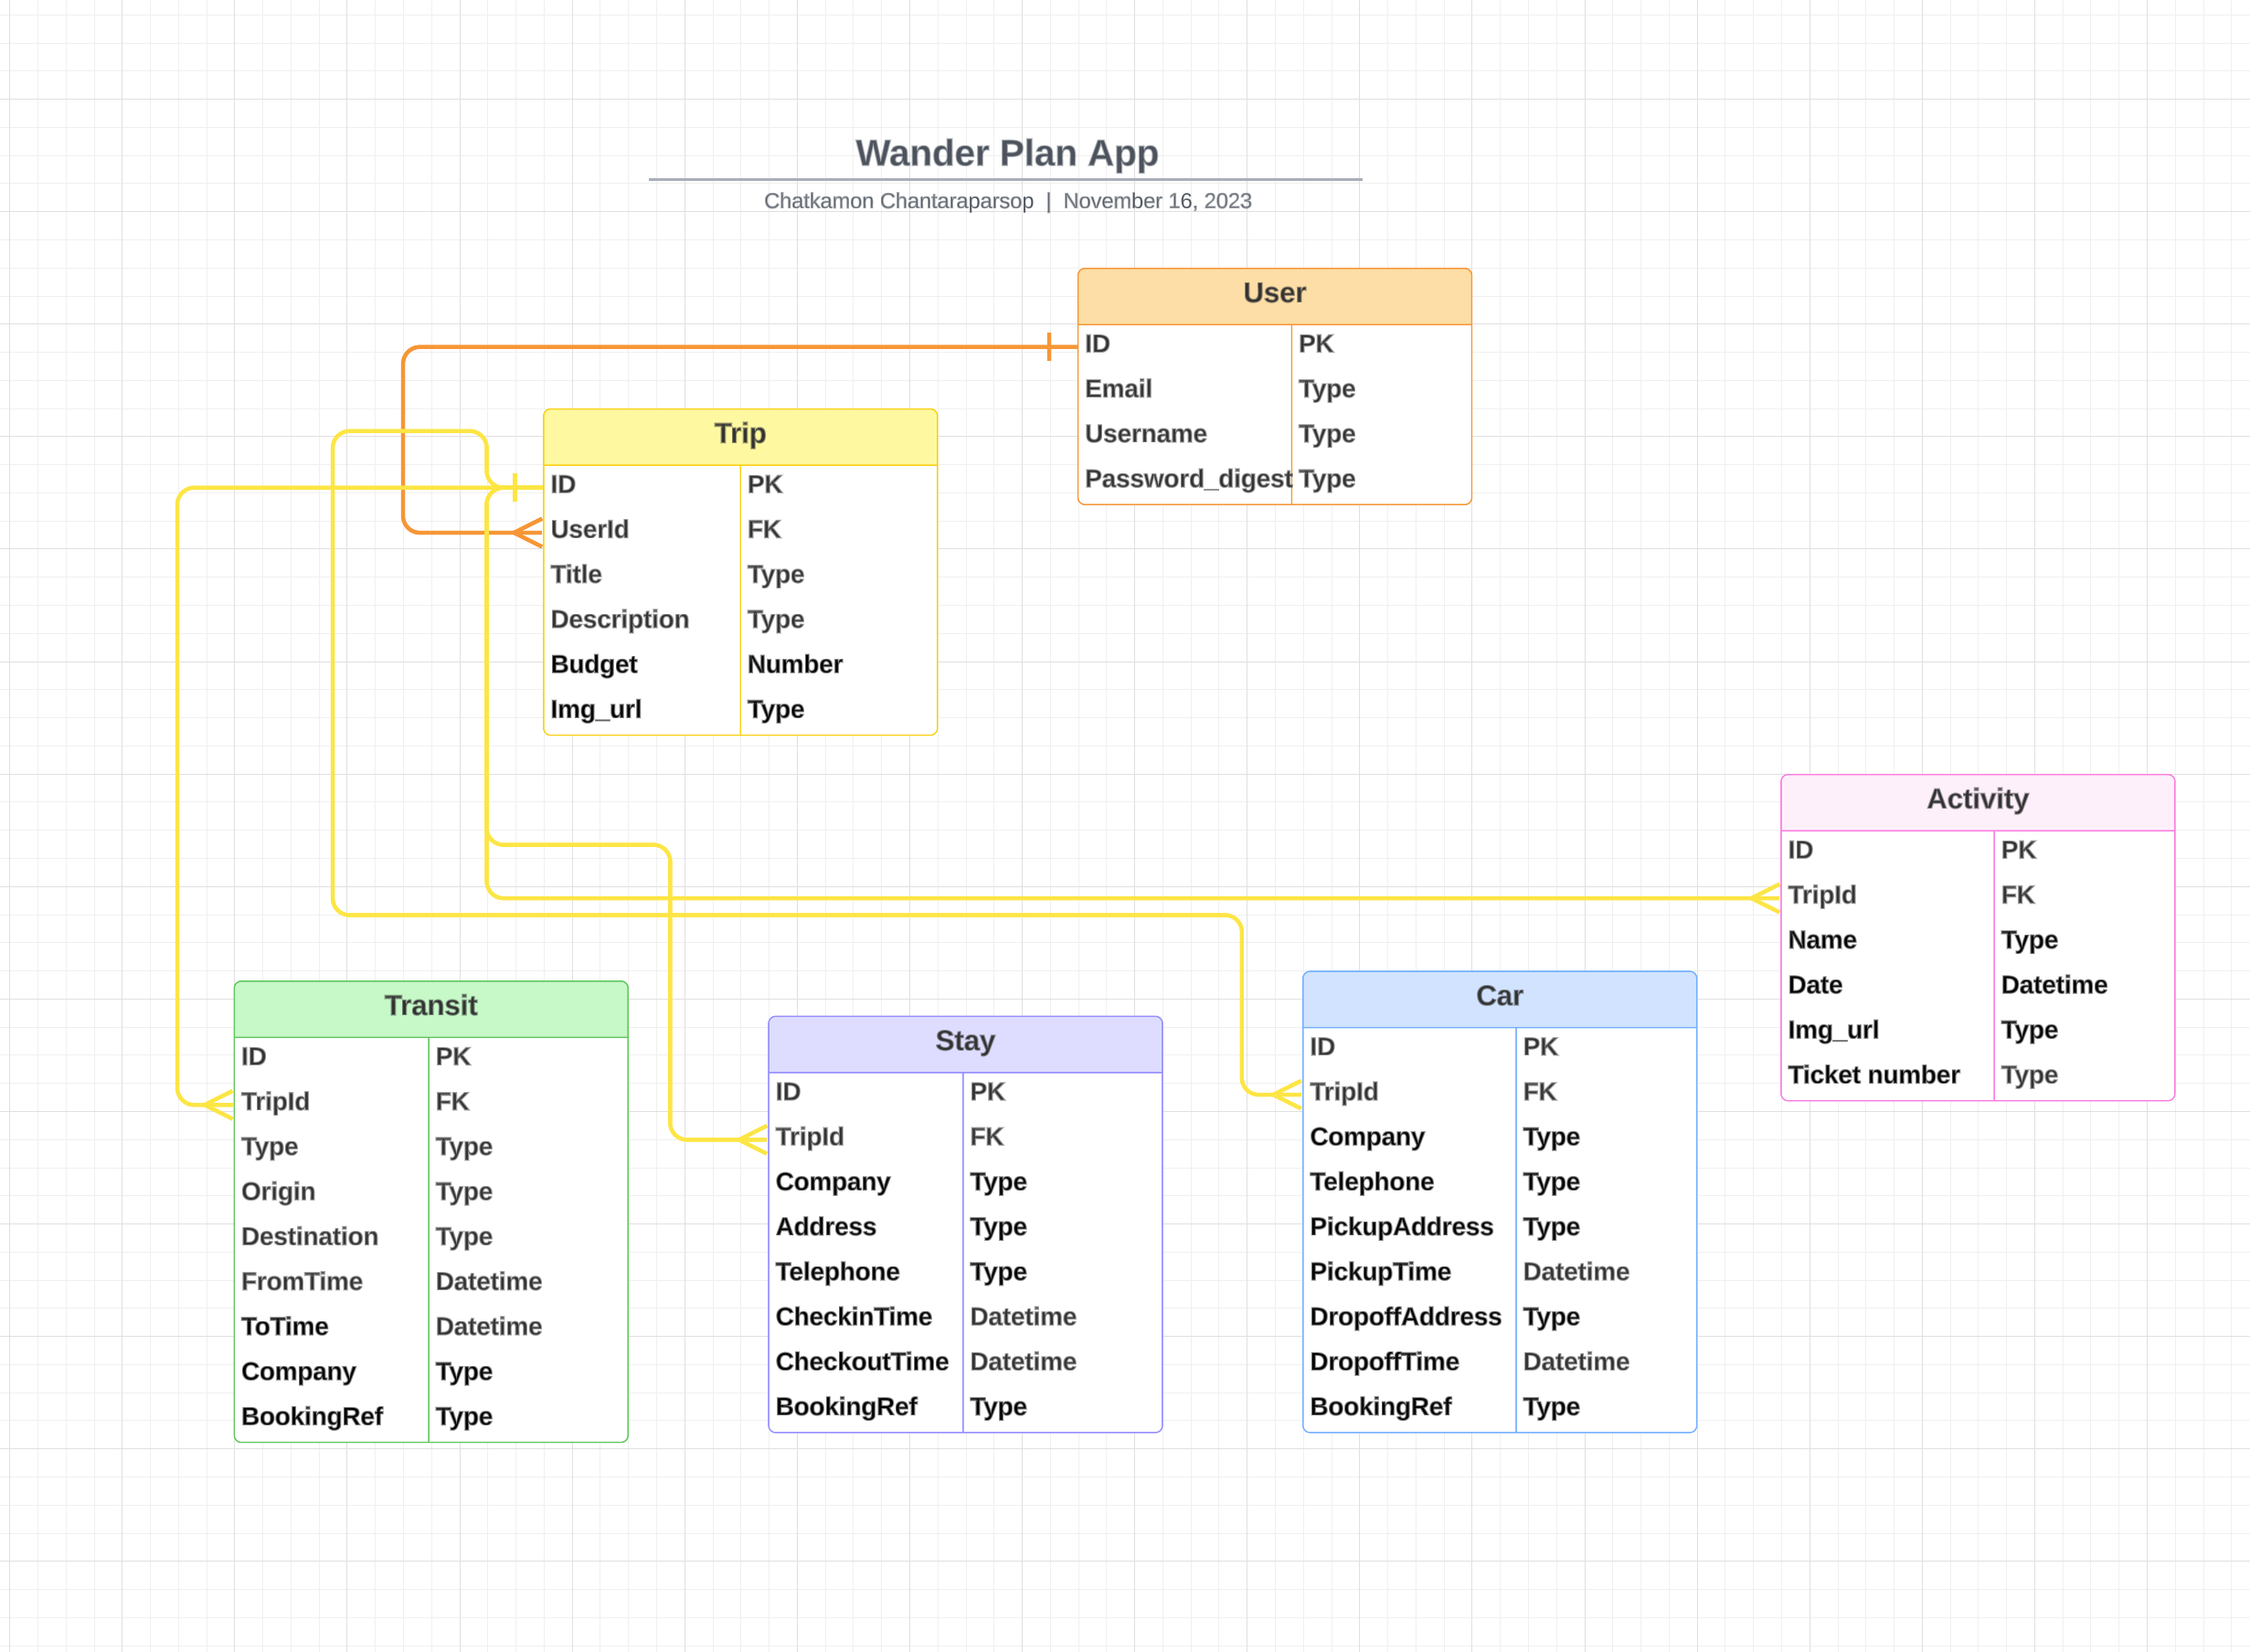 Wander Plan App
Chatkamon Chantaraparsop | November 16, 2023
User
ID PK
Email Type
Username Type
Password_digest Type
Trip
ID PK
UserId FK
Title Type
Description Type
Budget Number
Img_url Type
Activity
ID PK
TripId FK
Name Type
Date Datetime
Img_url Type
Ticket number Type
Transit
ID PK
TripId FK
Type Type
Origin Type
Destination Type
FromTime Datetime
ToTime Datetime
Company Type
BookingRef Type
Stay
ID PK
TripId FK
Company Type
Address Type
Telephone Type
CheckinTime Datetime
CheckoutTime Datetime
BookingRef Type
Car
ID PK
TripId FK
Company Type
Telephone Type
PickupAddress Type
PickupTime Datetime
DropoffAddress Type
DropoffTime Datetime
BookingRef Type